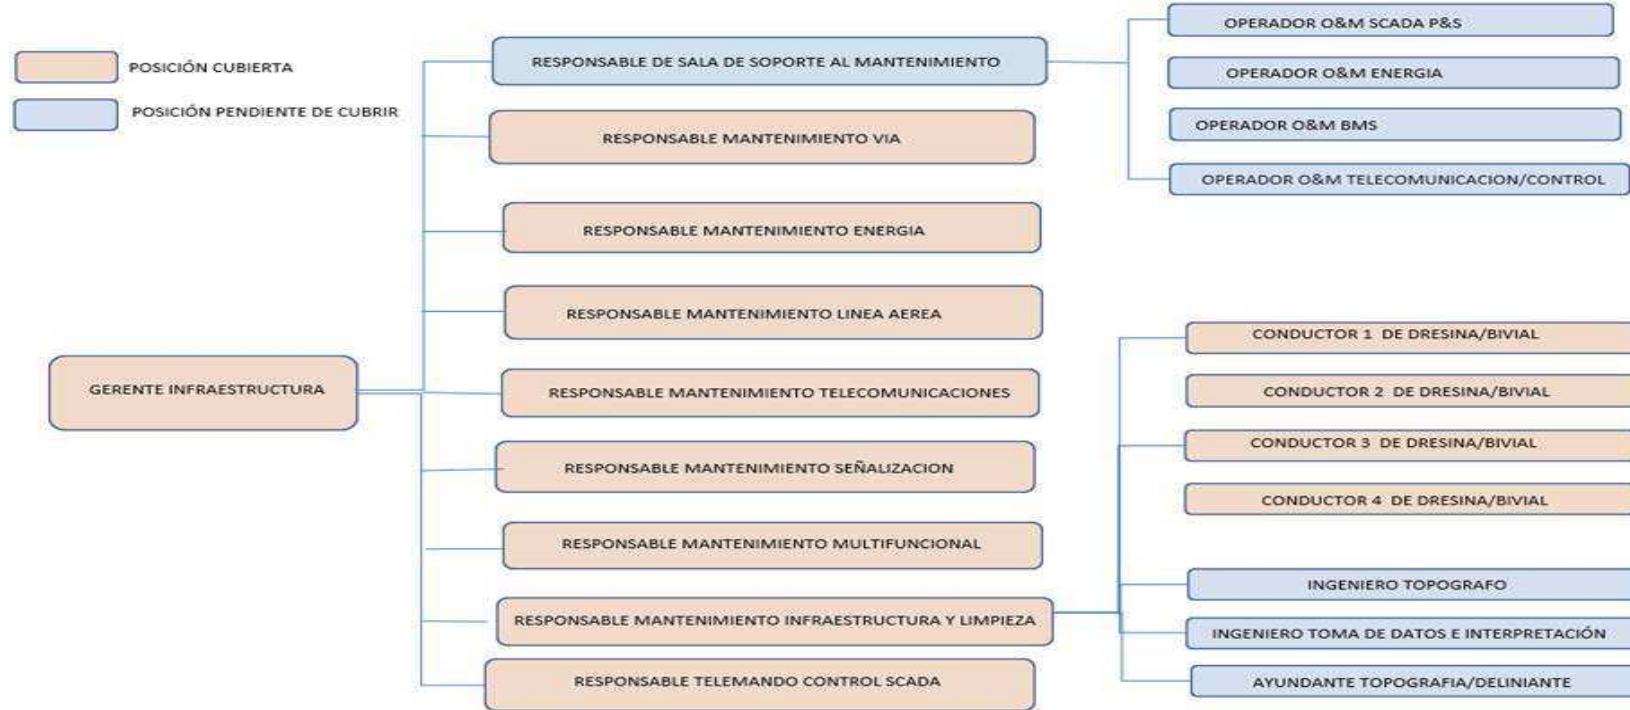 POSICIÓN CUBIERTA
POSICIÓN PENDIENTE DE CUBRIR
GERENTE INFRAESTRUCTURA
RESPONSABLE DE SALA DE SOPORTE AL MANTENIMIENTO
RESPONSABLE MANTENIMIENTO VIA
RESPONSABLE MANTENIMIENTO ENERGIA
RESPONSABLE MANTENIMIENTO LINEA AEREA
RESPONSABLE MANTENIMIENTO TELECOMUNICACIONES
RESPONSABLE MANTENIMIENTO SEÑALIZACION
RESPONSABLE MANTENIMIENTO MULTIFUNCIONAL
RESPONSABLE MANTENIMIENTO INFRAESTRUCTURA Y LIMPIEZA
RESPONSABLE TELEMANDO CONTROL SCADA
OPERADOR O&M SCADA P&S
OPERADOR O&M ENERGIA
OPERADOR O&M BMS
OPERADOR O&M TELECOMUNICACION/CONTROL
CONDUCTOR 1 DE DRESINA/BIVIAL
CONDUCTOR 2 DE DRESINA/BIVIAL
CONDUCTOR 3 DE DRESINA/BIVIAL
CONDUCTOR 4 DE DRESINA/BIVIAL
INGENIERO TOPOGRAFO
INGENIERO TOMA DE DATOS E INTERPRETACIÓN
AYUNDANTE TOPOGRAFIA/DELINIANTE